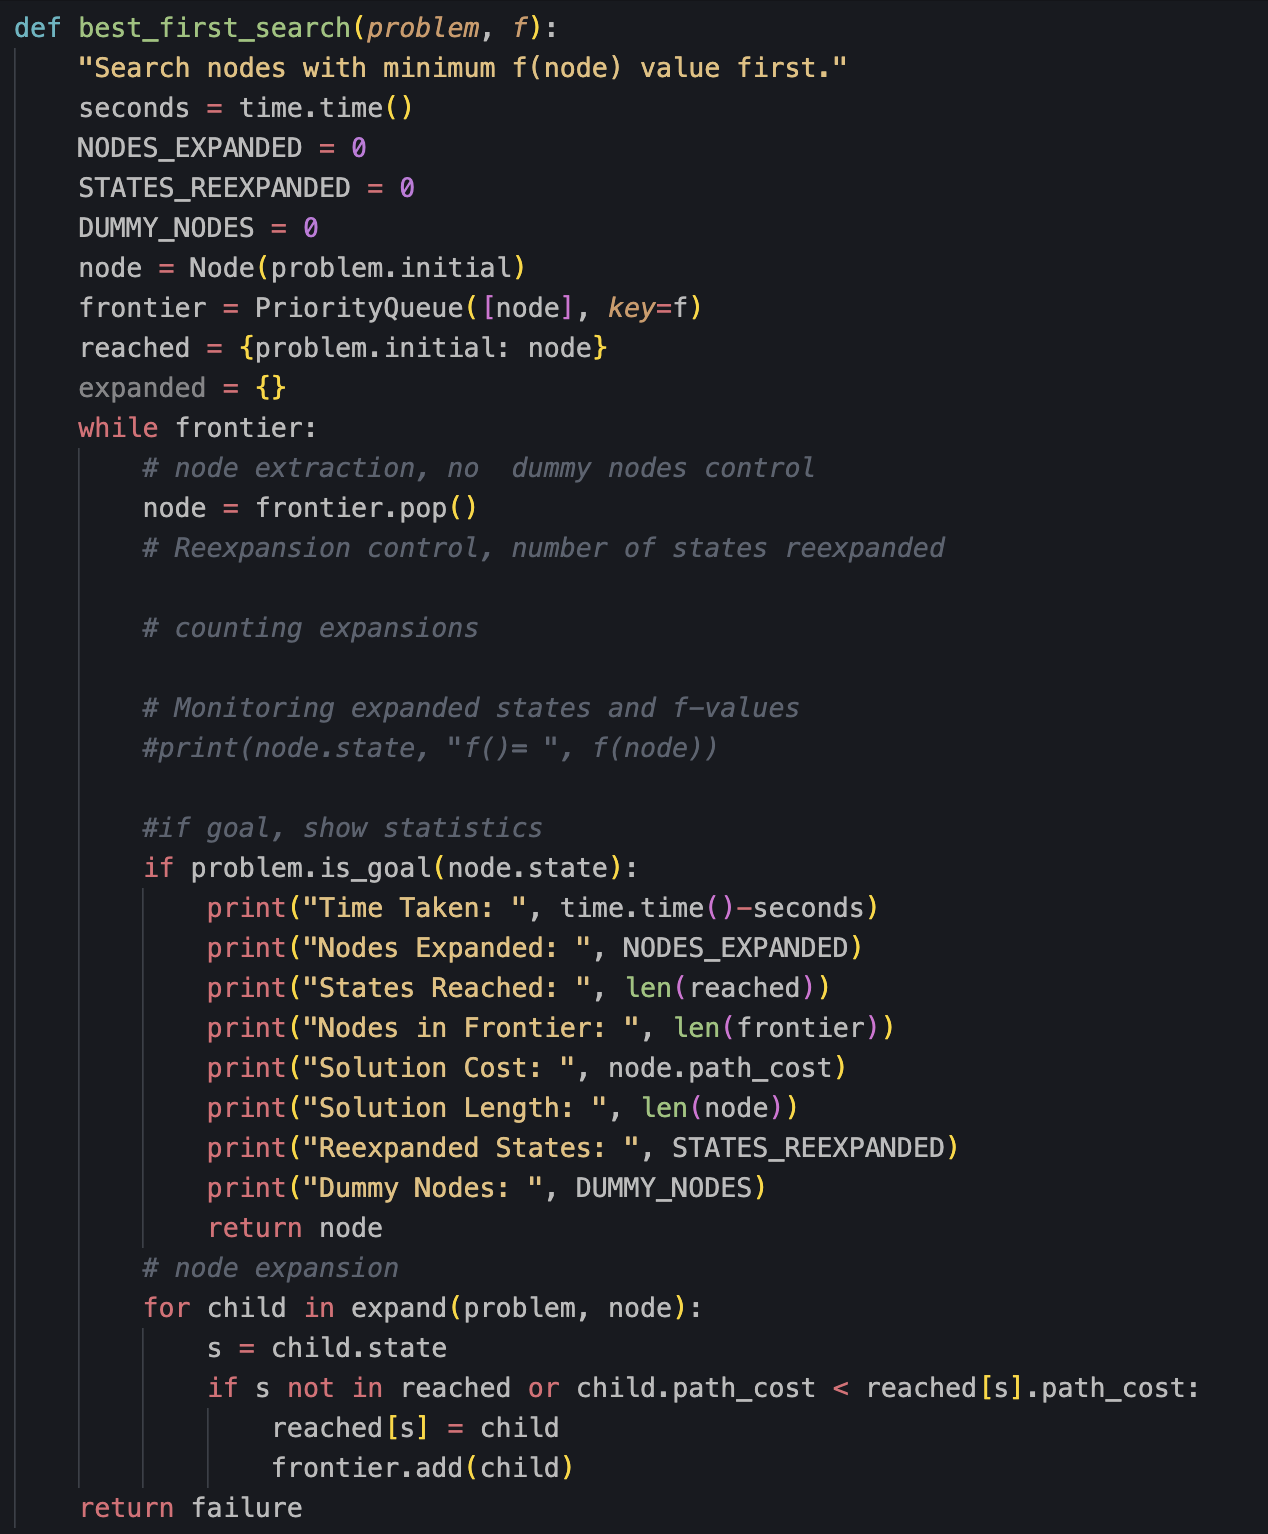 def best_first_search(problem, f):
    "Search nodes with minimum f(node) value first."
    seconds = time.time()
    NODES_EXPANDED = 0
    STATES_REEXPANDED = 0
    DUMMY_NODES = 0
    node = Node(problem.initial)
    frontier = PriorityQueue([node], key=f)
    reached = {problem.initial: node}
    expanded = {}
    while frontier:
        # node extraction, no  dummy nodes control
        node = frontier.pop()
        # Reexpansion control, number of states reexpanded

        # counting expansions

        # Monitoring expanded states and f-values
        #print(node.state, "f()= ", f(node))

        #if goal, show statistics
        if problem.is_goal(node.state):
            print("Time Taken: ", time.time()-seconds)
            print("Nodes Expanded: ", NODES_EXPANDED)
            print("States Reached: ", len(reached))
            print("Nodes in Frontier: ", len(frontier))
            print("Solution Cost: ", node.path_cost)
            print("Solution Length: ", len(node))
            print("Reexpanded States: ", STATES_REEXPANDED)
            print("Dummy Nodes: ", DUMMY_NODES)
            return node
        # node expansion
        for child in expand(problem, node):
            s = child.state
            if s not in reached or child.path_cost < reached[s].path_cost:
                reached[s] = child
                frontier.add(child)
    return failure